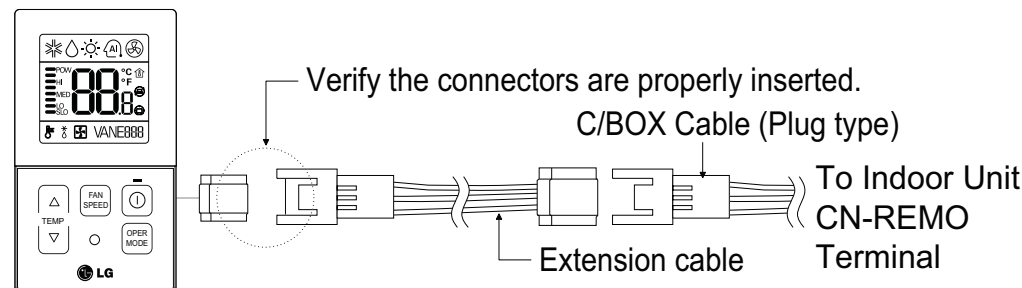 AI
POW
HI
MED
LO
SLO
88.8
°C
°F
VANE888
TEMP
FAN
SPEED
OPER
MODE
LG
Verify the connectors are properly inserted.
C/BOX Cable (Plug type)
To Indoor Unit
CN-REMO
Terminal
Extension cable